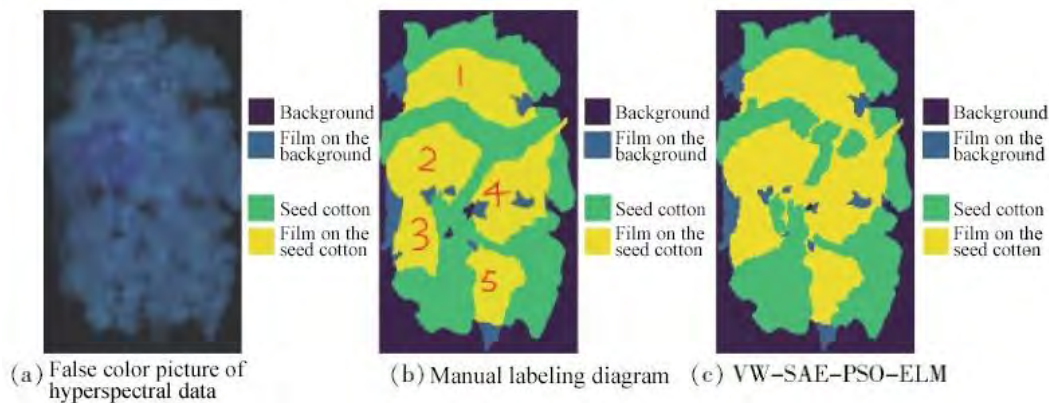 Background
Film on the
background
Seed cotton
Film on the
seed cotton
(a) False color picture of
hyperspectral data
1
2
3
4
5
Background
Film on the
background
Seed cotton
Film on the
seed cotton
(b) Manual labeling diagram
Background
Film on the
background
Seed cotton
Film on the
seed cotton
(c) VW-SAE-PSO-ELM